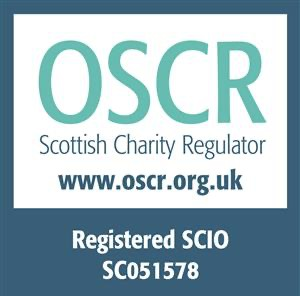 OSCR
Scottish Charity Regulator
www.oscr.org.uk
Registered SCIO
SC051578